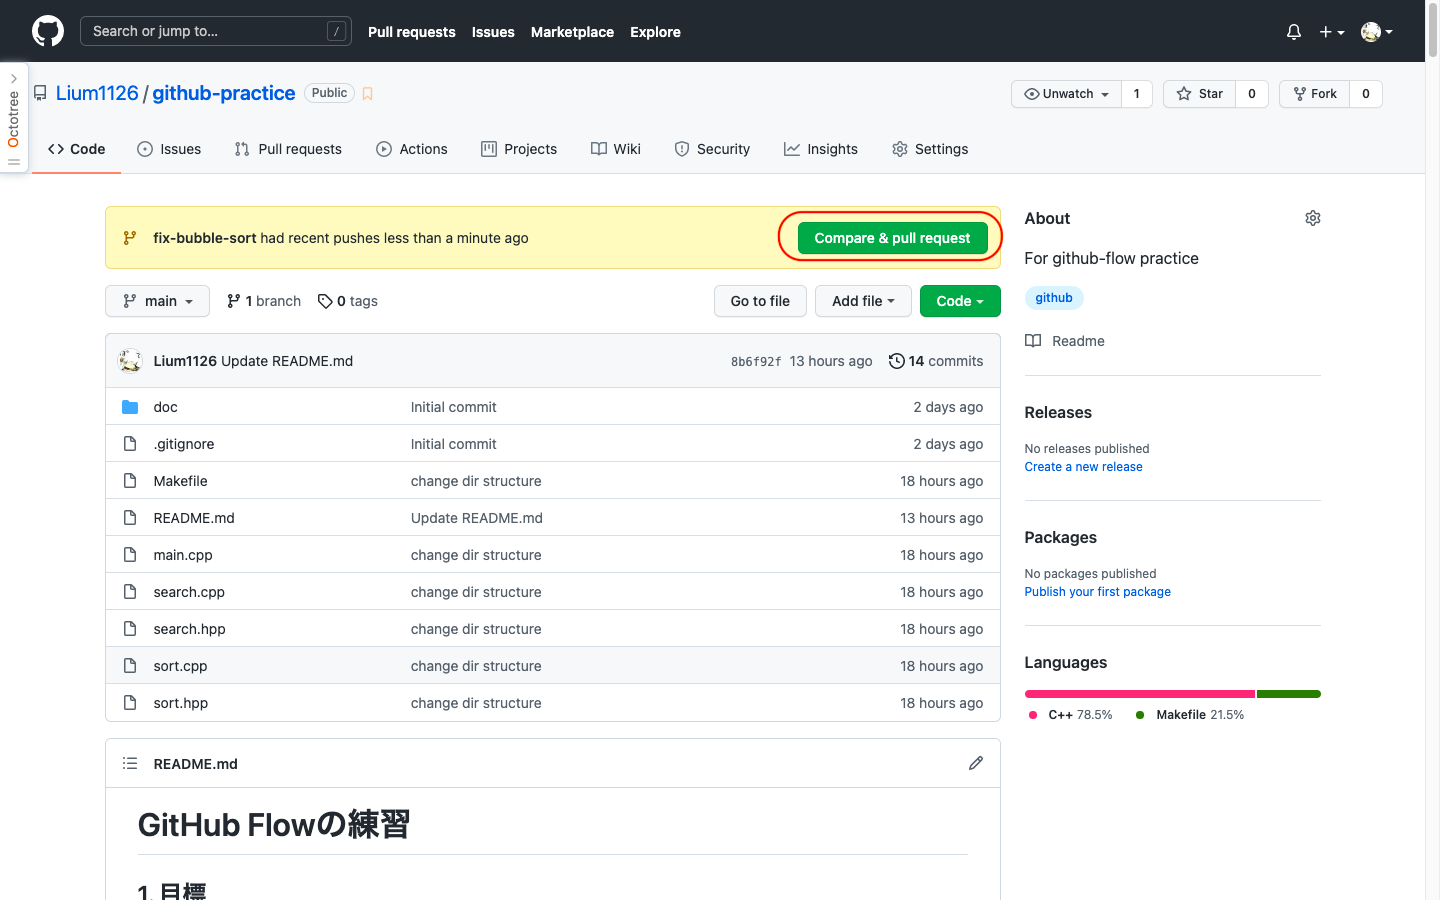 Search or jump to... /
Pull requests Issues Marketplace Explore
Octotree
Lium1126 / github-practice Public
Unwatch 1 Star 0 Fork 0
Code Issues Pull requests Actions Projects Wiki Security Insights Settings
fix-bubble-sort had recent pushes less than a minute ago
Compare & pull request
main 1 branch 0 tags
Go to file Add file Code
Lium1126 Update README.md 8b6f92f 13 hours ago 14 commits
doc Initial commit 2 days ago
.gitignore Initial commit 2 days ago
Makefile change dir structure 18 hours ago
README.md Update README.md 13 hours ago
main.cpp change dir structure 18 hours ago
search.cpp change dir structure 18 hours ago
search.hpp change dir structure 18 hours ago
sort.cpp change dir structure 18 hours ago
sort.hpp change dir structure 18 hours ago
README.md
GitHub Flowの練習
1. 目標
About
For github-flow practice
github
Readme
Releases
No releases published
Create a new release
Packages
No packages published
Publish your first package
Languages
C++ 78.5% Makefile 21.5%